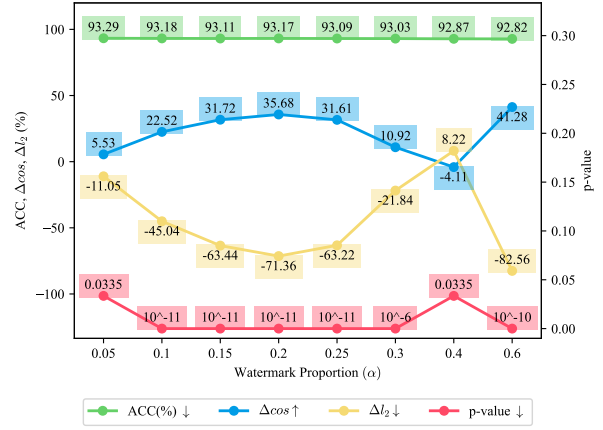 93.29 93.18 93.11 93.17 93.09 93.03 92.87 92.82
100
50
0
−50
−100
ACC, Δcos, Δl₂ (%)
5.53 22.52 31.72 35.68 31.61 10.92 -4.11 41.28
-11.05 -45.04 -63.44 -71.36 -63.22 -21.84 8.22 -82.56
0.0335 10^-11 10^-11 10^-11 10^-11 10^-6 0.0335 10^-10
0.30
0.25
0.20
0.15
0.10
0.05
0.00
p-value
0.05 0.1 0.15 0.2 0.25 0.3 0.4 0.6
Watermark Proportion (α)
ACC(%) ↓ Δcos↑ Δl₂↓ p-value ↓